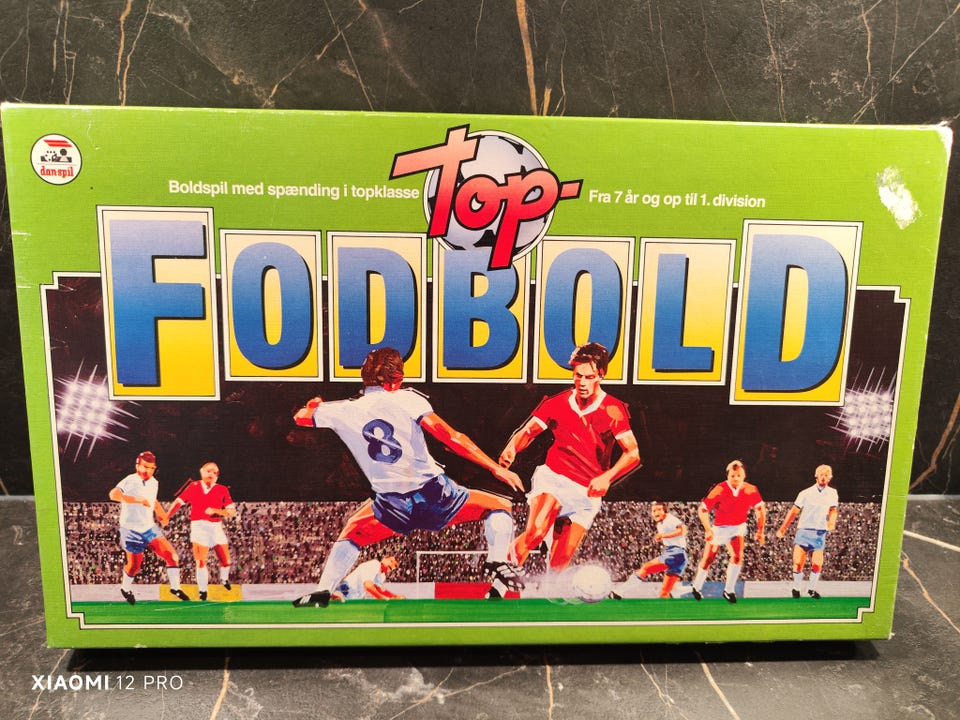 dan spil
Top-
Boldspil med spænding i topklasse
Fra 7 år og op til 1. division
FODBOLD
8
XIAOMI 12 PRO